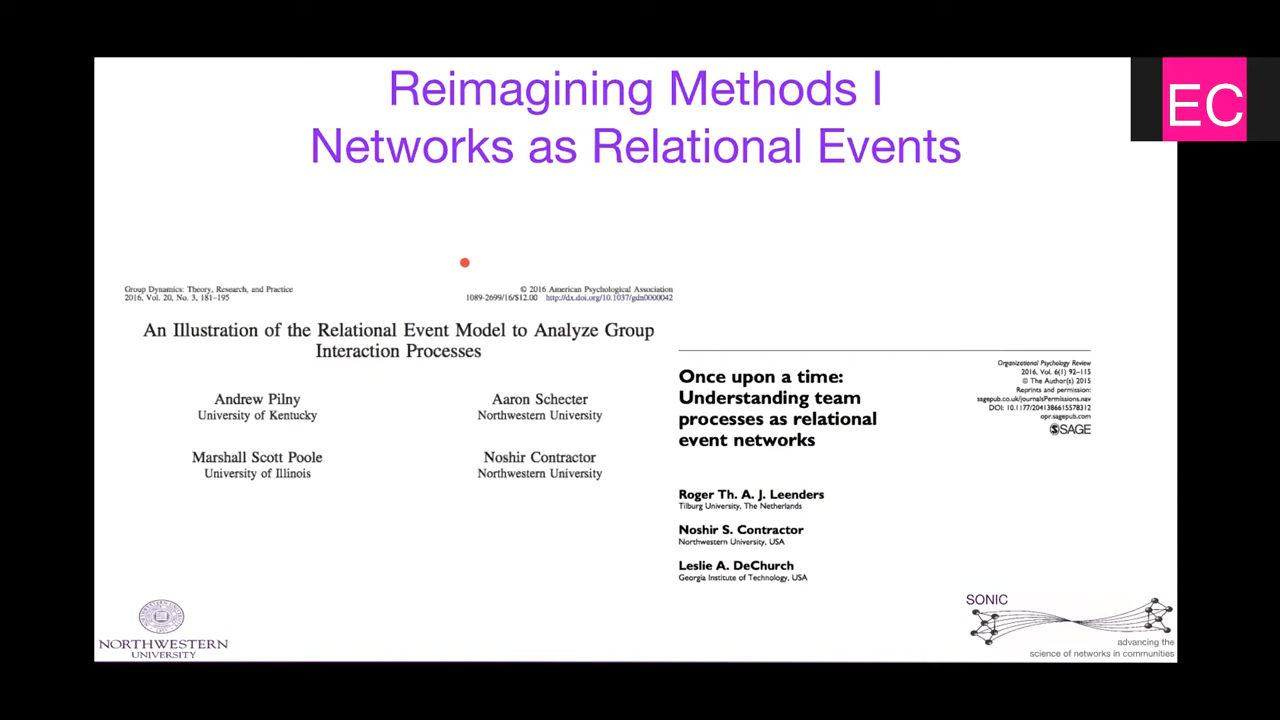 Reimagining Methods I
Networks as Relational Events
EC
Group Dynamics: Theory, Research, and Practice
2016, Vol. 20, No. 3, 181–195
© 2016 American Psychological Association
1089-2699/16/$12.00 http://dx.doi.org/10.1037/gdn0000042
An Illustration of the Relational Event Model to Analyze Group
Interaction Processes
Andrew Pilny
University of Kentucky
Aaron Schecter
Northwestern University
Marshall Scott Poole
University of Illinois
Noshir Contractor
Northwestern University
Organizational Psychology Review
2016, Vol. 6(1) 92–115
© The Author(s) 2015
Reprints and permission:
sagepub.co.uk/journalsPermissions.nav
DOI: 10.1177/2041386615578312
opr.sagepub.com
SAGE
Once upon a time:
Understanding team
processes as relational
event networks
Roger Th. A. J. Leenders
Tilburg University, The Netherlands
Noshir S. Contractor
Northwestern University, USA
Leslie A. DeChurch
Georgia Institute of Technology, USA
NORTHWESTERN
UNIVERSITY
SONIC
advancing the
science of networks in communities